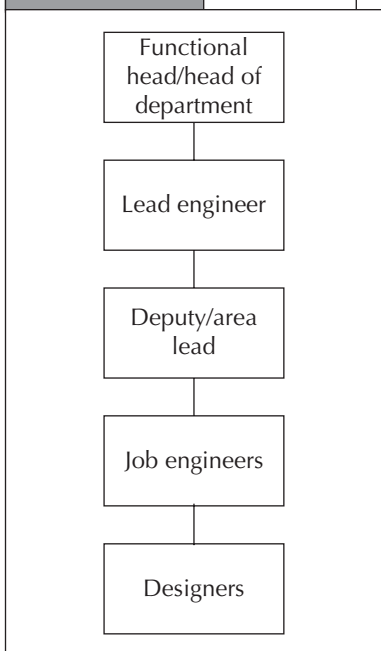 Functional
head/head of
department
Lead engineer
Deputy/area
lead
Job engineers
Designers